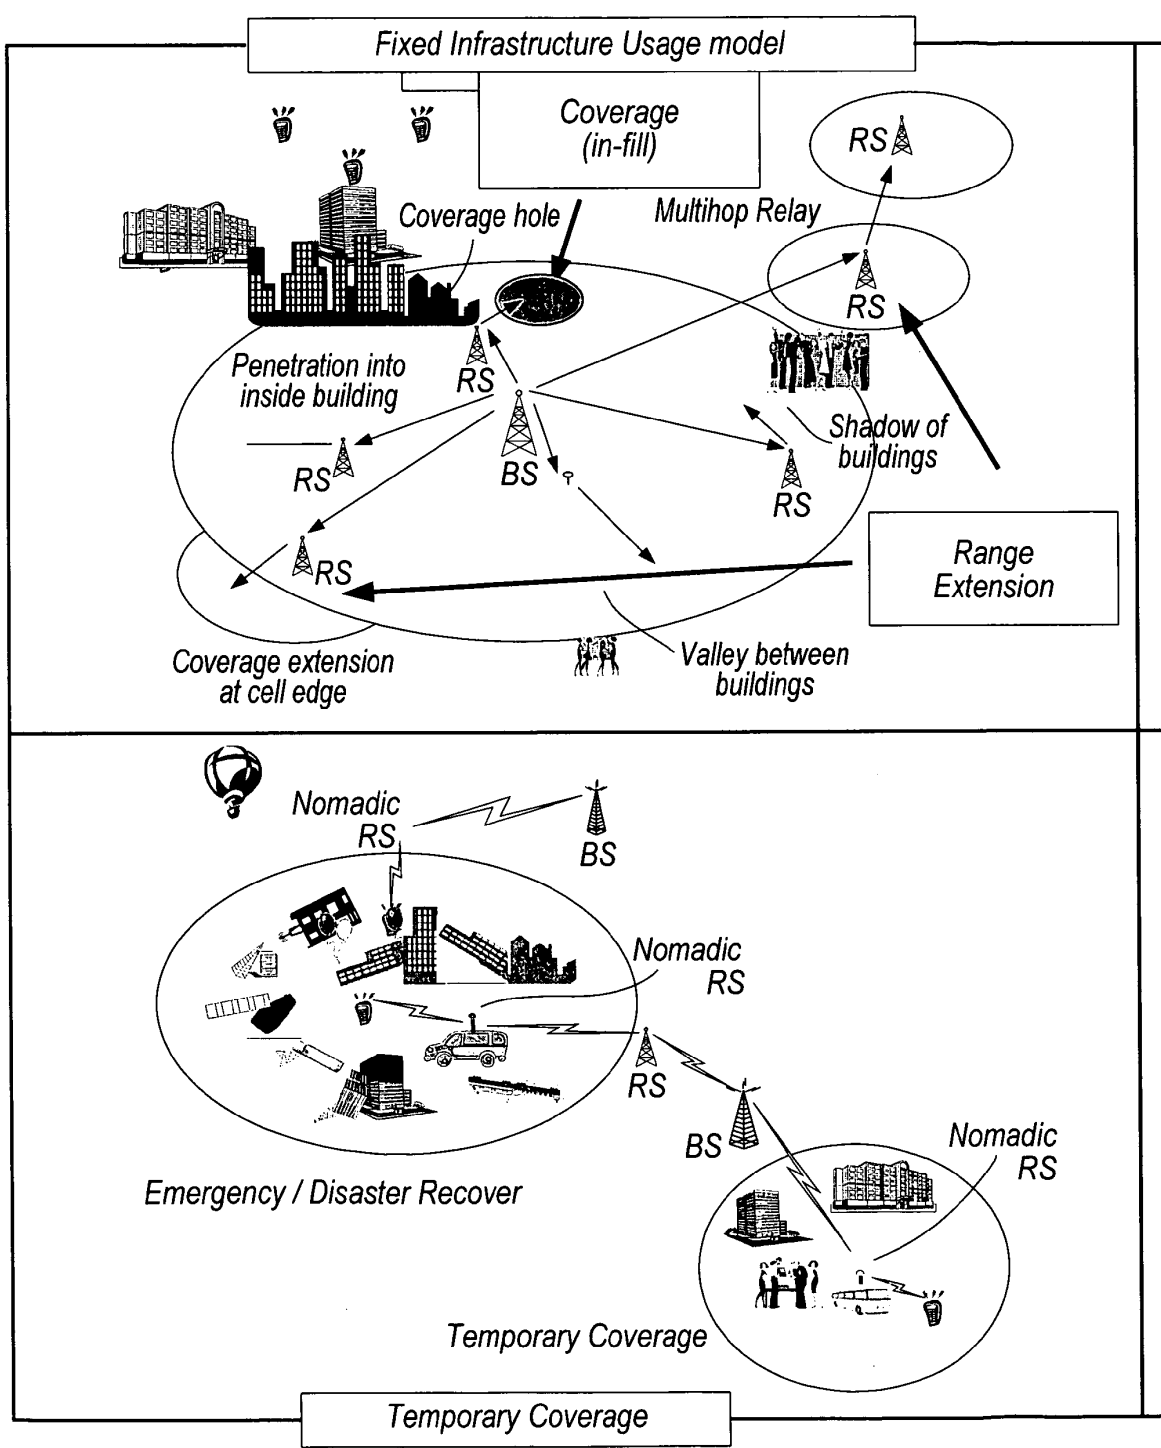 Fixed Infrastructure Usage model
Coverage
(in-fill)
RS
Coverage hole
Multihop Relay
RS
Penetration into
inside building
RS
Shadow of
buildings
RS
BS
RS
RS
Range
Extension
Coverage extension
at cell edge
Valley between
buildings
Nomadic
RS
BS
Nomadic
RS
RS
BS
Nomadic
RS
Emergency / Disaster Recover
Temporary Coverage
Temporary Coverage